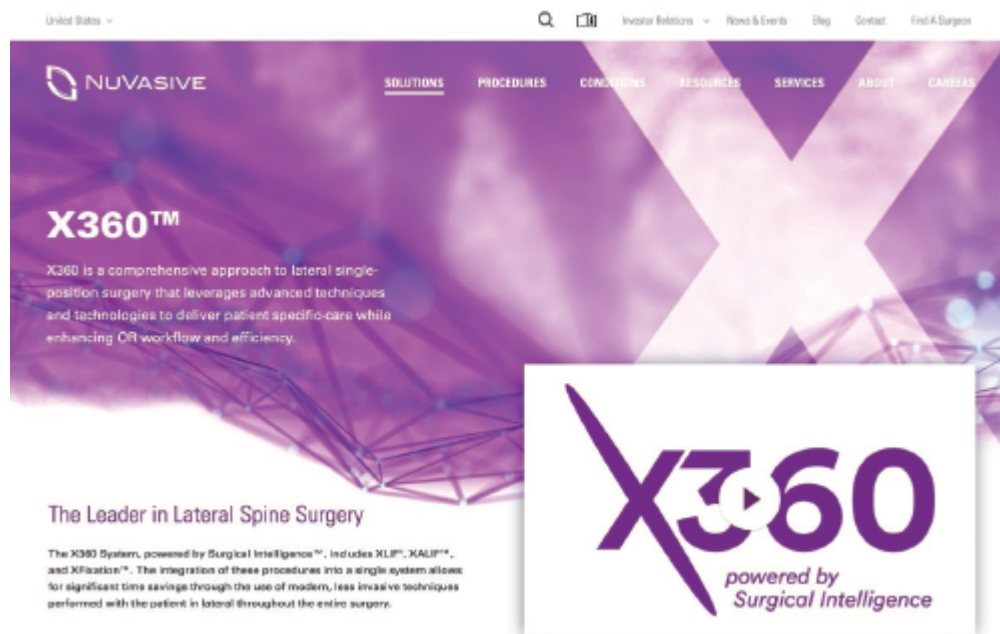 United States
Investor Relations
News & Events
Blog
Contact
Find A Surgeon
NUVASIVE
SOLUTIONS
PROCEDURES
CONDITIONS
RESOURCES
SERVICES
ABOUT
CAREERS
X360™
X360 is a comprehensive approach to lateral single-
position surgery that leverages advanced techniques
and technologies to deliver patient specific-care while
enhancing OR workflow and efficiency.
The Leader in Lateral Spine Surgery
The X360 System, powered by Surgical Intelligence™, includes XLIF®, XALIF™,
and XFixation™. The integration of these procedures into a single system allows
for significant time savings through the use of modern, less invasive techniques
performed with the patient in lateral throughout the entire surgery.
X360
powered by
Surgical Intelligence